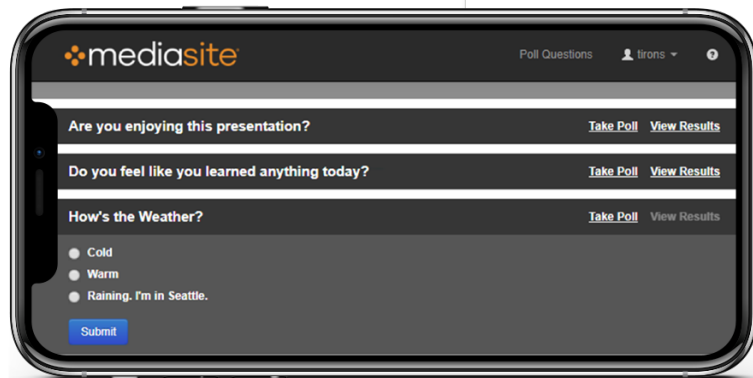 mediasite
Poll Questions tirons ?
Are you enjoying this presentation? Take Poll View Results
Do you feel like you learned anything today? Take Poll View Results
How's the Weather? Take Poll View Results
Cold
Warm
Raining. I'm in Seattle.
Submit